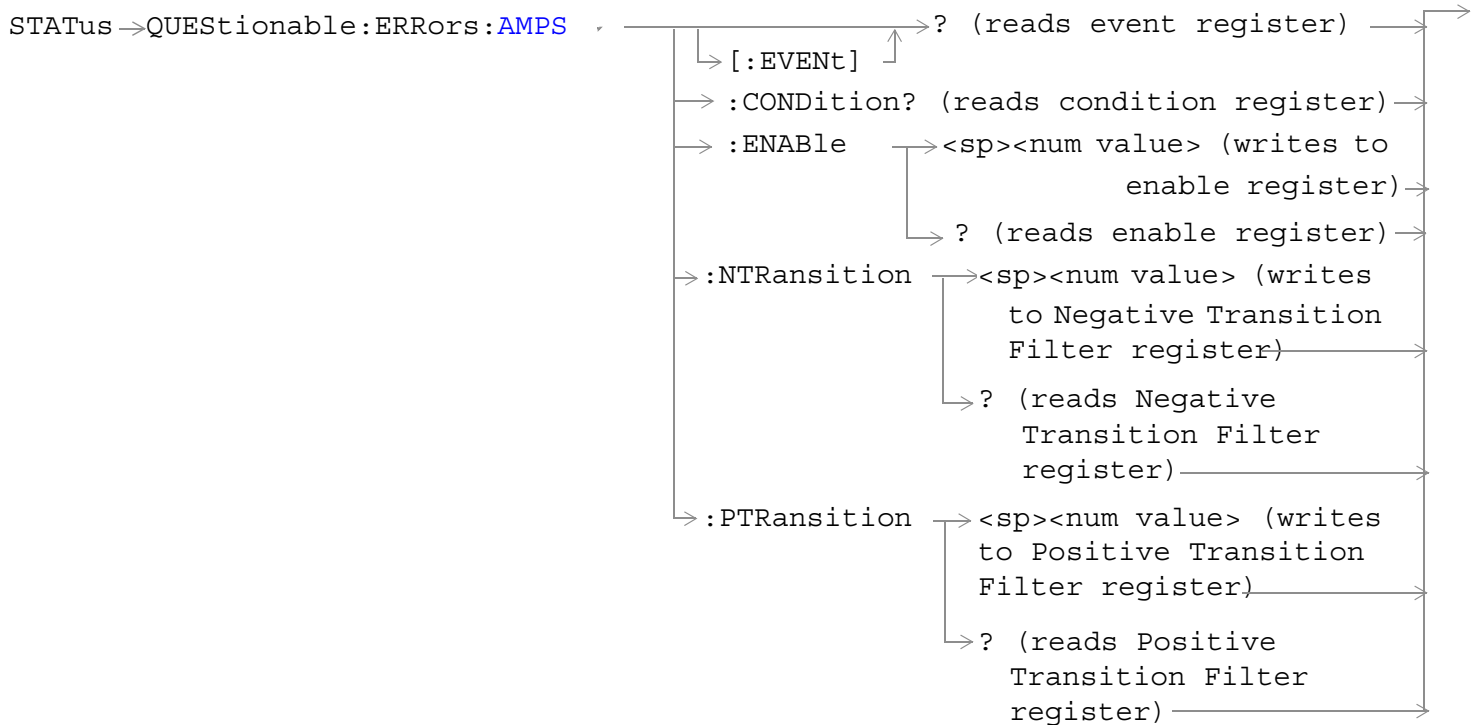 STATus QUEStionable:ERRors:AMPS ? (reads event register)
[:EVENt]
:CONDition? (reads condition register)
:ENABle <sp><num value> (writes to
enable register)
? (reads enable register)
:NTRansition <sp><num value> (writes
to Negative Transition
Filter register)
? (reads Negative
Transition Filter
register)
:PTRansition <sp><num value> (writes
to Positive Transition
Filter register)
? (reads Positive
Transition Filter
register)